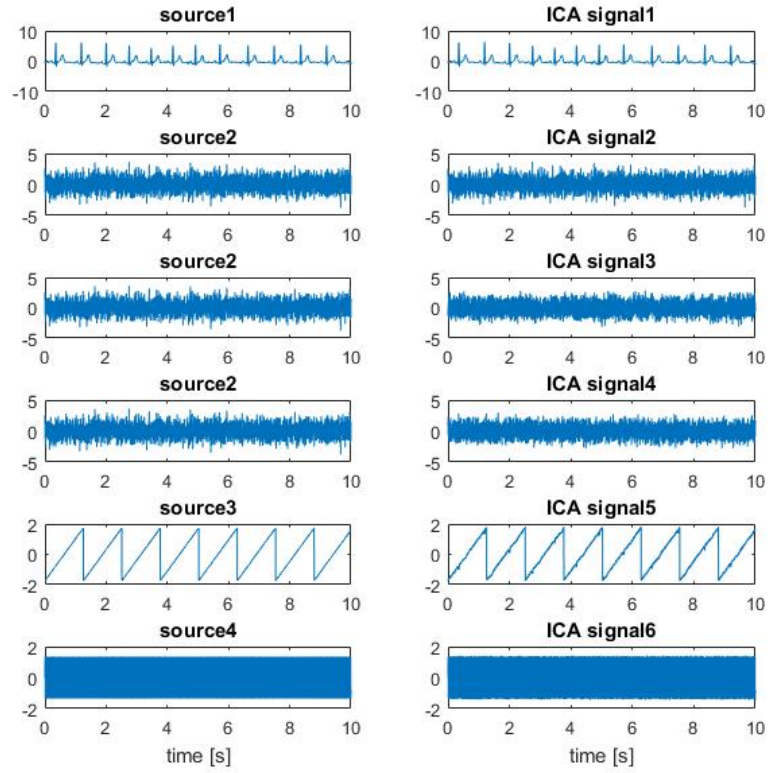 source1
10
0
-10
0 2 4 6 8 10
ICA signal1
10
0
-10
0 2 4 6 8 10
source2
5
0
-5
0 2 4 6 8 10
ICA signal2
5
0
-5
0 2 4 6 8 10
source2
5
0
-5
0 2 4 6 8 10
ICA signal3
5
0
-5
0 2 4 6 8 10
source2
5
0
-5
0 2 4 6 8 10
ICA signal4
5
0
-5
0 2 4 6 8 10
source3
2
0
-2
0 2 4 6 8 10
ICA signal5
2
0
-2
0 2 4 6 8 10
source4
2
0
-2
0 2 4 6 8 10
time [s]
ICA signal6
2
0
-2
0 2 4 6 8 10
time [s]